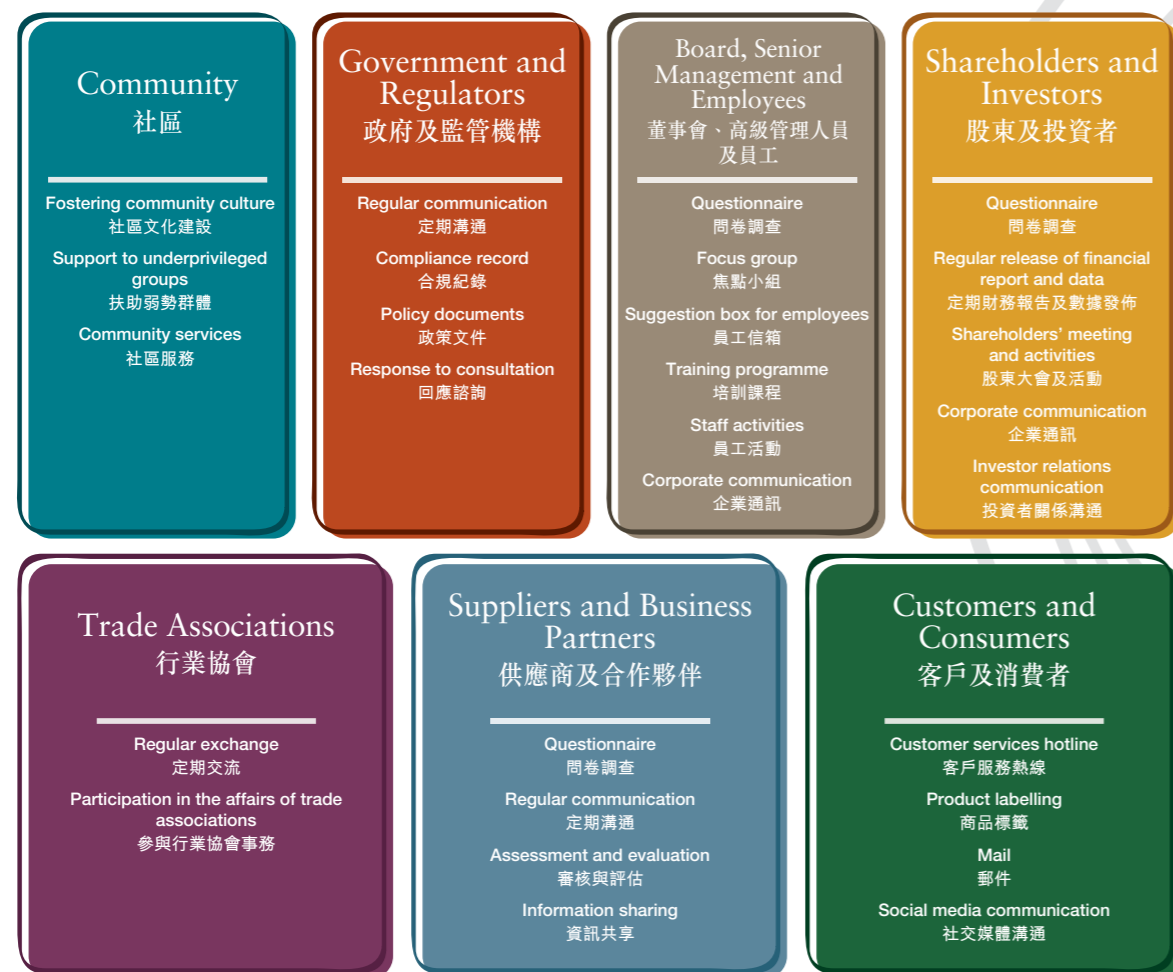 Community
社區
Fostering community culture
社區文化建設
Support to underprivileged
groups
扶助弱勢群體
Community services
社區服務
Government and
Regulators
政府及監管機構
Regular communication
定期溝通
Compliance record
合規紀錄
Policy documents
政策文件
Response to consultation
回應諮詢
Board, Senior
Management and
Employees
董事會、高級管理人員
及員工
Questionnaire
問卷調查
Focus group
焦點小組
Suggestion box for employees
員工信箱
Training programme
培訓課程
Staff activities
員工活動
Corporate communication
企業通訊
Shareholders and
Investors
股東及投資者
Questionnaire
問卷調查
Regular release of financial
report and data
定期財務報告及數據發佈
Shareholders’ meeting
and activities
股東大會及活動
Corporate communication
企業通訊
Investor relations
communication
投資者關係溝通
Trade Associations
行業協會
Regular exchange
定期交流
Participation in the affairs of trade
associations
參與行業協會事務
Suppliers and Business
Partners
供應商及合作夥伴
Questionnaire
問卷調查
Regular communication
定期溝通
Assessment and evaluation
審核與評估
Information sharing
資訊共享
Customers and
Consumers
客戶及消費者
Customer services hotline
客戶服務熱線
Product labelling
商品標籤
Mail
郵件
Social media communication
社交媒體溝通